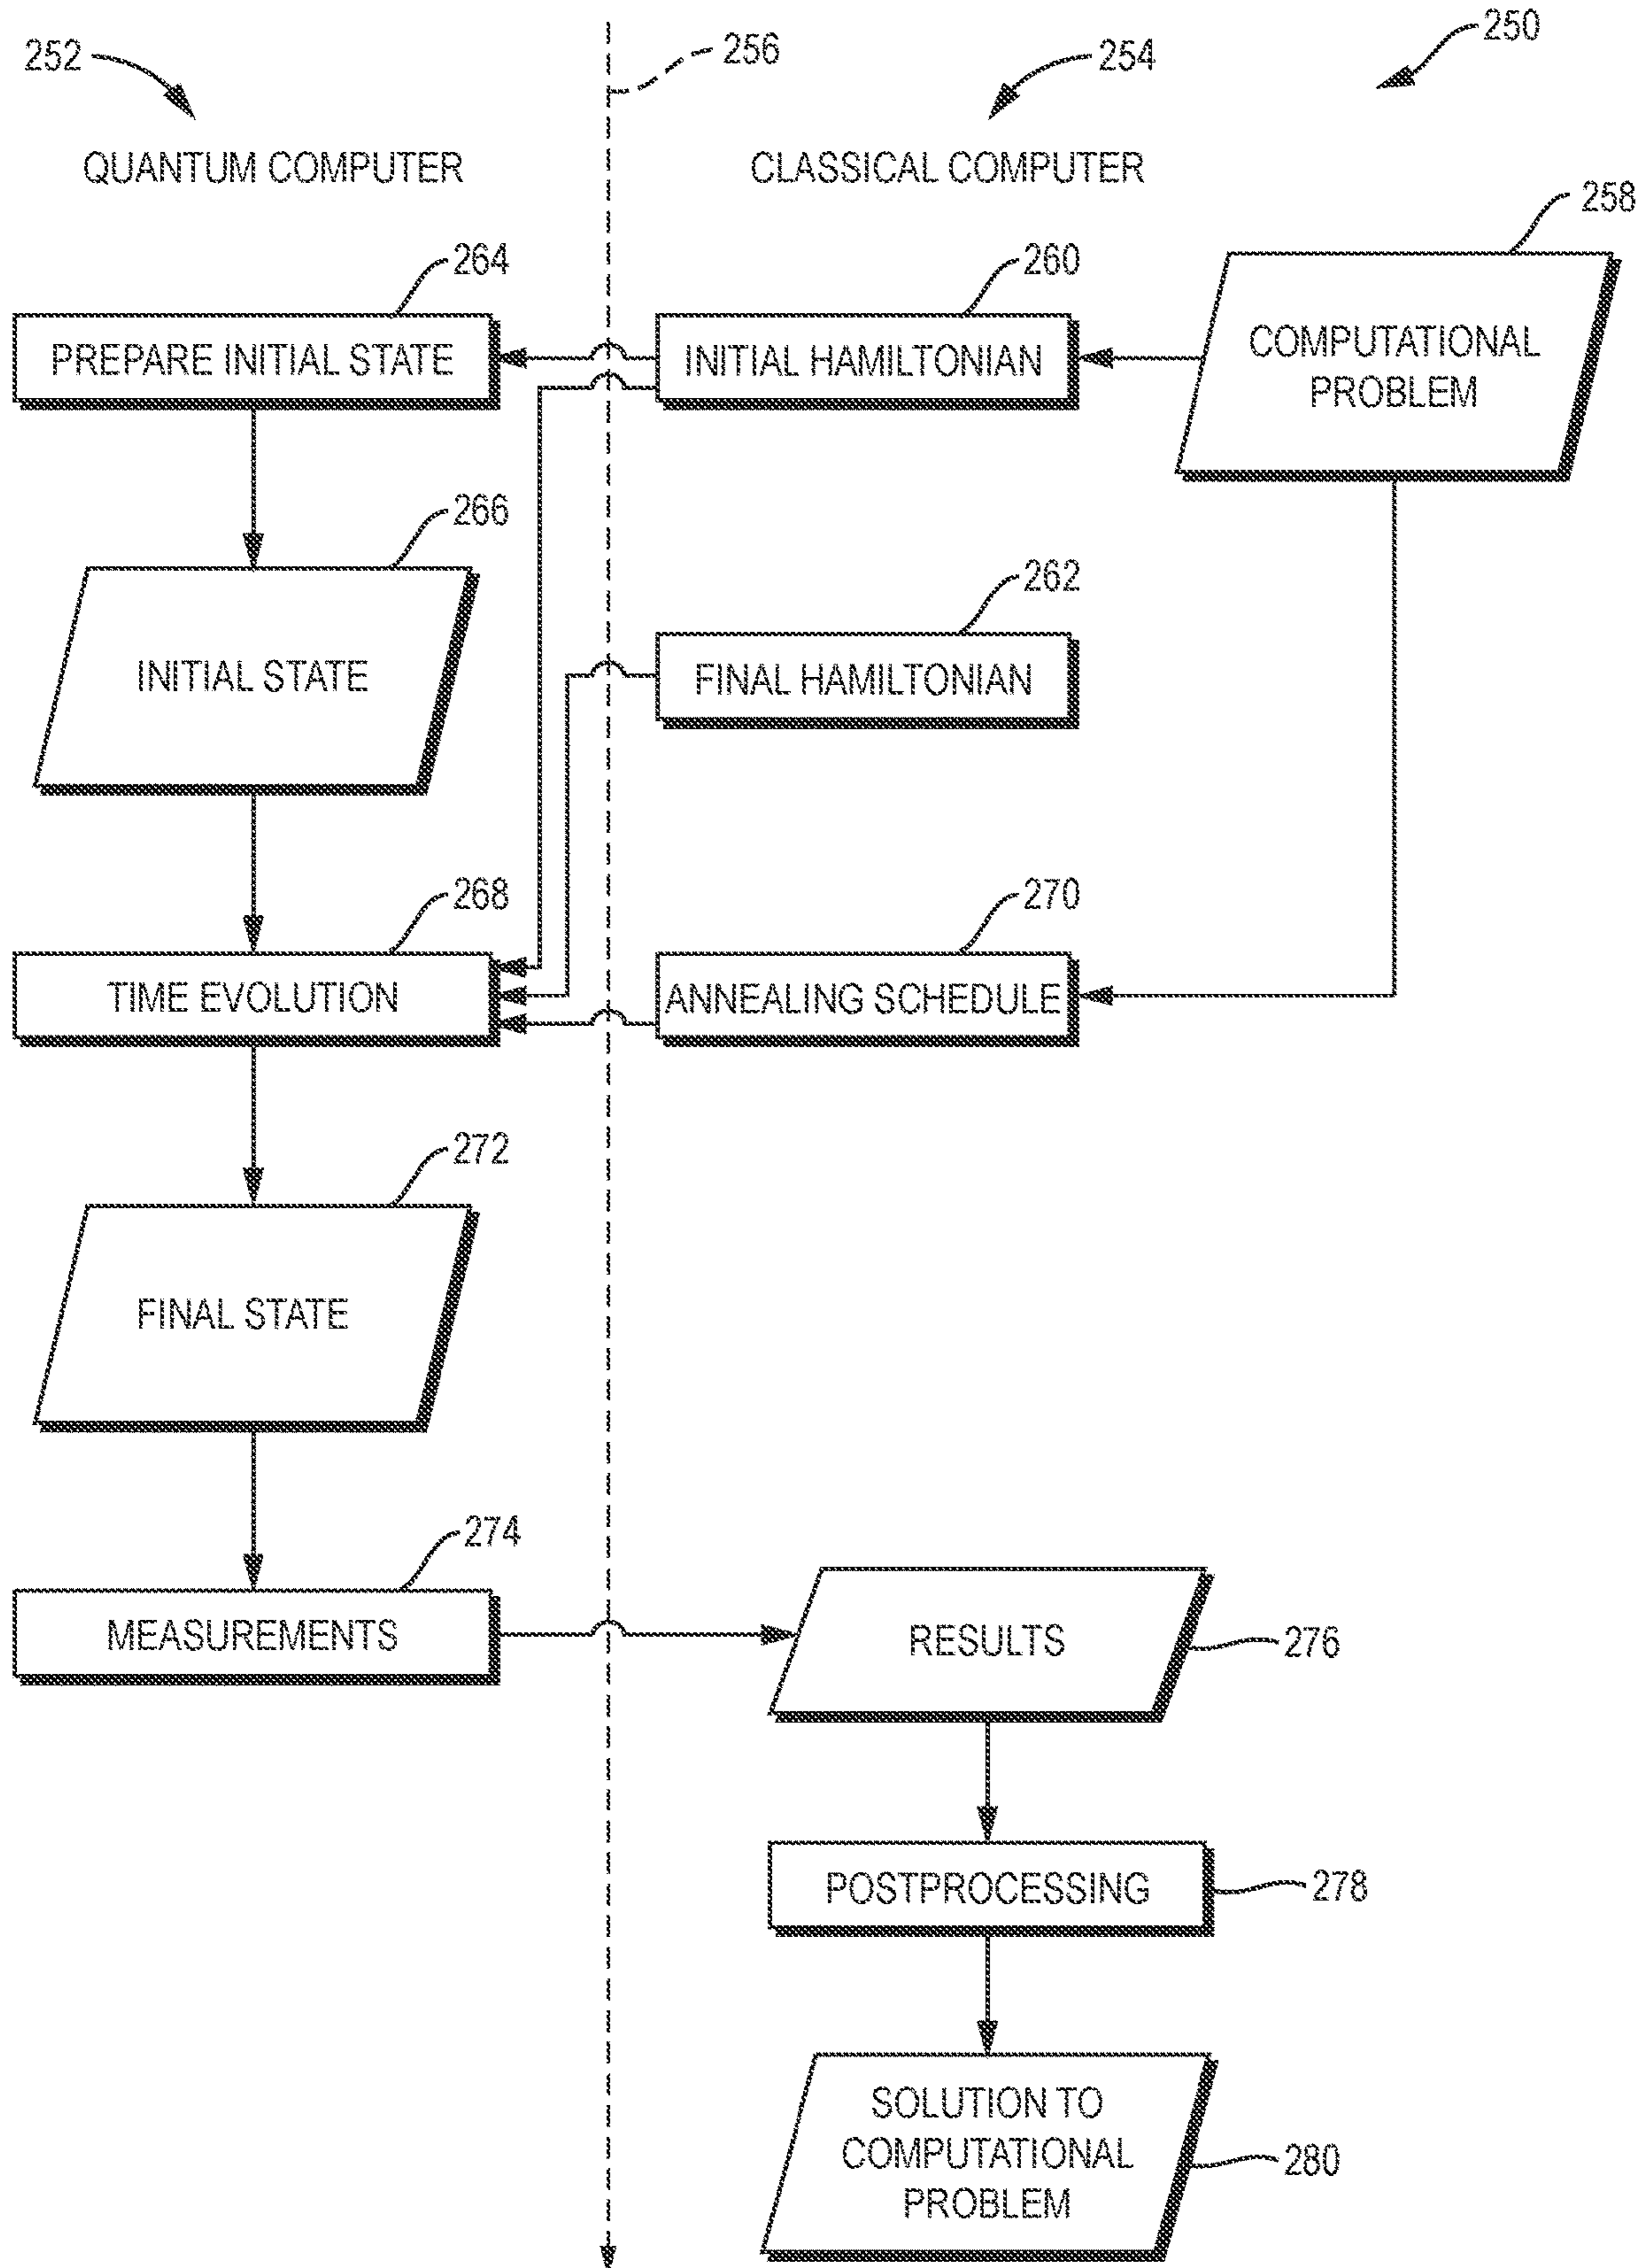 250
252
256
254
QUANTUM COMPUTER
CLASSICAL COMPUTER
258
264
260
PREPARE INITIAL STATE
INITIAL HAMILTONIAN
COMPUTATIONAL
PROBLEM
266
262
INITIAL STATE
FINAL HAMILTONIAN
268
270
TIME EVOLUTION
ANNEALING SCHEDULE
272
FINAL STATE
274
MEASUREMENTS
RESULTS
276
POSTPROCESSING
278
SOLUTION TO
COMPUTATIONAL
PROBLEM
280